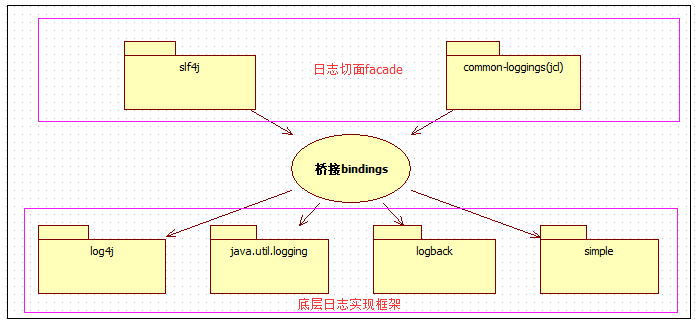 slf4j
日志切面facade
common-loggings(jcl)
桥接bindings
log4j
java.util.logging
logback
simple
底层日志实现框架